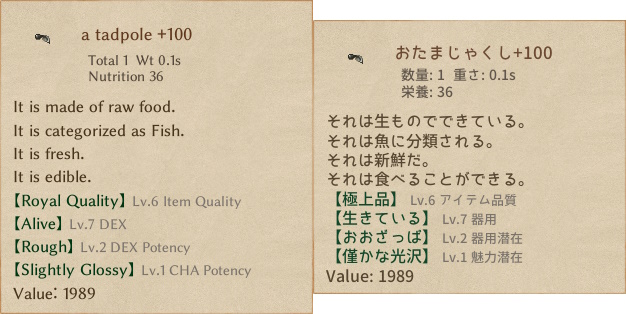 a tadpole +100
Total 1 Wt 0.1s
Nutrition 36
It is made of raw food.
It is categorized as Fish.
It is fresh.
It is edible.
【Royal Quality】 Lv.6 Item Quality
【Alive】 Lv.7 DEX
【Rough】 Lv.2 DEX Potency
【Slightly Glossy】 Lv.1 CHA Potency
Value: 1989
おたまじゃくし+100
数量: 1 重さ: 0.1s
栄養: 36
それは生ものでできている。
それは魚に分類される。
それは新鮮だ。
それは食べることができる。
【極上品】 Lv.6 アイテム品質
【生きている】 Lv.7 器用
【おおざっぱ】 Lv.2 器用潜在
【僅かな光沢】 Lv.1 魅力潜在
Value: 1989